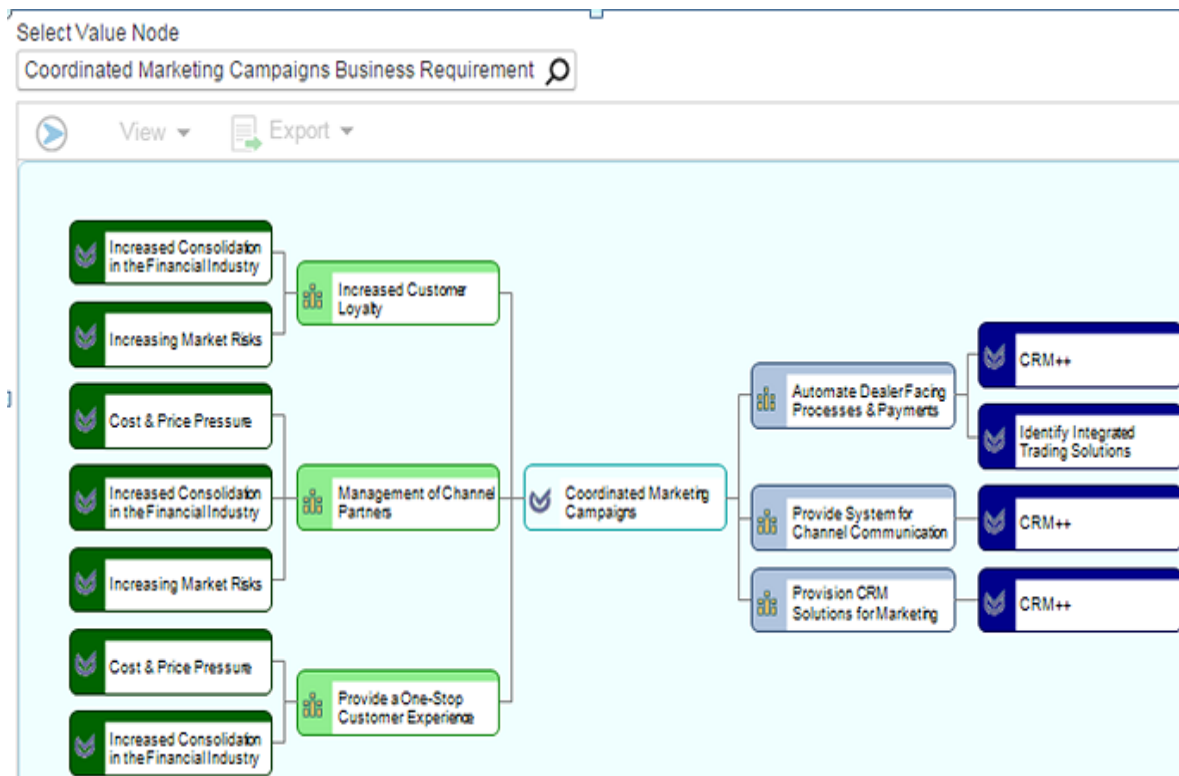 Select Value Node
Coordinated Marketing Campaigns Business Requirement
View
Export
Increased Consolidation
in the Financial Industry
Increasing Market Risks
Cost & Price Pressure
Increased Consolidation
in the Financial Industry
Increasing Market Risks
Cost & Price Pressure
Increased Consolidation
in the Financial Industry
Increased Customer
Loyalty
Management of Channel
Partners
Provide a One-Stop
Customer Experience
Coordinated Marketing
Campaigns
Automate Dealer Facing
Processes & Payments
Provide System for
Channel Communication
Provision CRM
Solutions for Marketing
CRM++
Identify Integrated
Trading Solutions
CRM++
CRM++